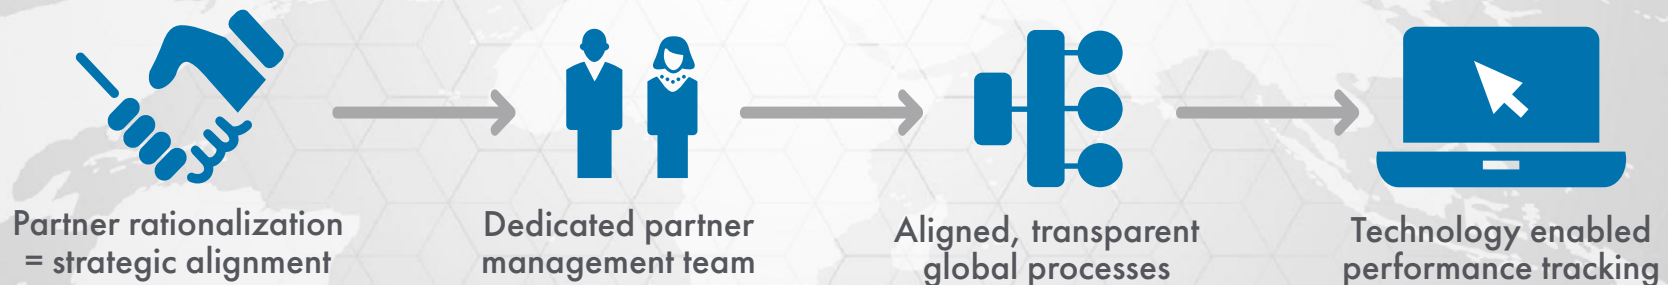 Partner rationalization
= strategic alignment
Dedicated partner
management team
Aligned, transparent
global processes
Technology enabled
performance tracking